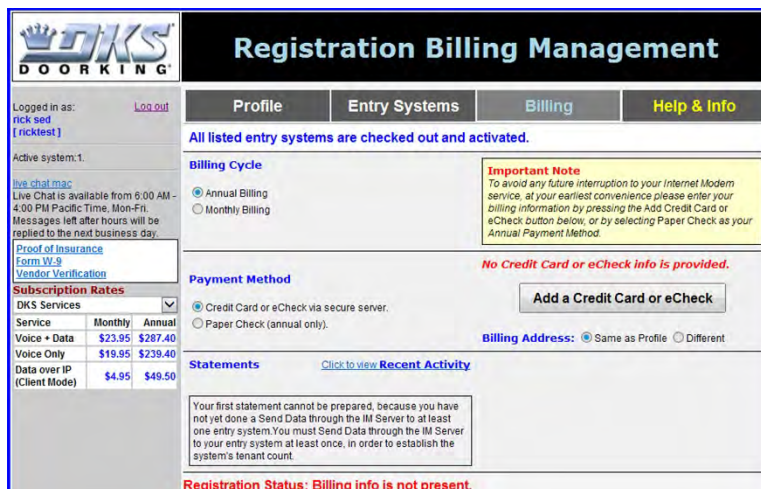 DKS
DOORKING
Registration Billing Management
Logged in as: Log out
rick sed
[ ricktest ]
Active system:1.
live chat mac
Live Chat is available from 6:00 AM -
4:00 PM Pacific Time, Mon-Fri.
Messages left after hours will be
replied to the next business day.
Proof of Insurance
Form W-9
Vendor Verification
Subscription Rates
DKS Services
Service Monthly Annual
Voice + Data $23.95 $287.40
Voice Only $19.95 $239.40
Data over IP
(Client Mode) $4.95 $49.50
Profile Entry Systems Billing Help & Info
All listed entry systems are checked out and activated.
Billing Cycle
Annual Billing
Monthly Billing
Important Note
To avoid any future interruption to your Internet Modem
service, at your earliest convenience please enter your
billing information by pressing the Add Credit Card or
eCheck button below, or by selecting Paper Check as your
Annual Payment Method.
Payment Method
Credit Card or eCheck via secure server.
Paper Check (annual only).
No Credit Card or eCheck info is provided.
Add a Credit Card or eCheck
Billing Address: Same as Profile Different
Statements Click to view Recent Activity
Your first statement cannot be prepared, because you have
not yet done a Send Data through the IM Server to at least
one entry system.You must Send Data through the IM Server
to your entry system at least once, in order to establish the
system's tenant count.
Registration Status: Billing info is not present.